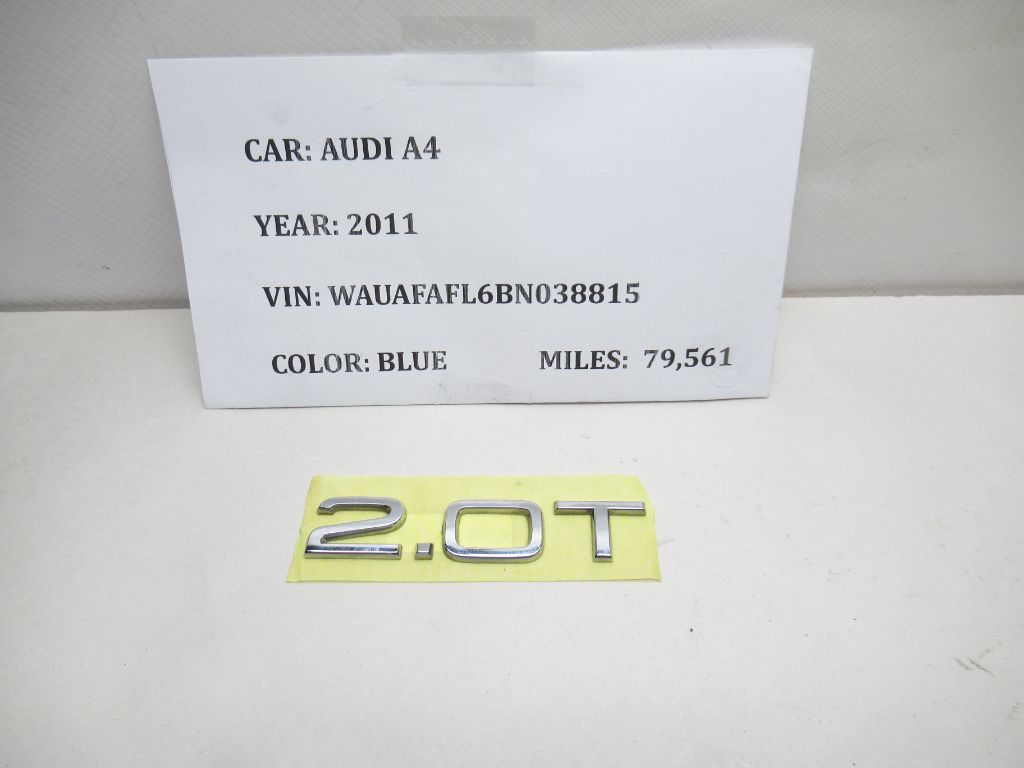 CAR: AUDI A4
YEAR: 2011
VIN: WAUAFAFL6BN038815
COLOR: BLUE MILES: 79,561
2.0T